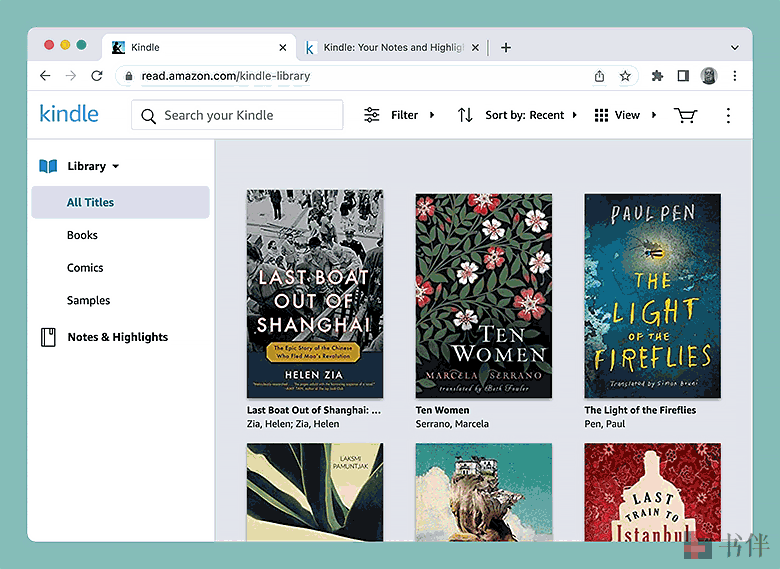 Kindle
Kindle: Your Notes and Highlig
read.amazon.com/kindle-library
kindle
Search your Kindle
Filter
Sort by: Recent
View
Library
All Titles
Books
Comics
Samples
Notes & Highlights
LAST BOAT
OUT OF
SHANGHAI
The Epic Story of the Chinese
Who Fled Mao's Revolution
HELEN ZIA
Last Boat Out of Shanghai: ...
Zia, Helen; Zia, Helen
TEN
WOMEN
MARCELA SERRANO
translated by Beth Fowler
Ten Women
Serrano, Marcela
PAUL PEN
THE
LIGHT
OF THE
FIREFLIES
Translated by Simon Bruni
The Light of the Fireflies
Pen, Paul
LAKSMI
PAMUNTJAK
LAST
TRAIN TO
Istanbul
书伴